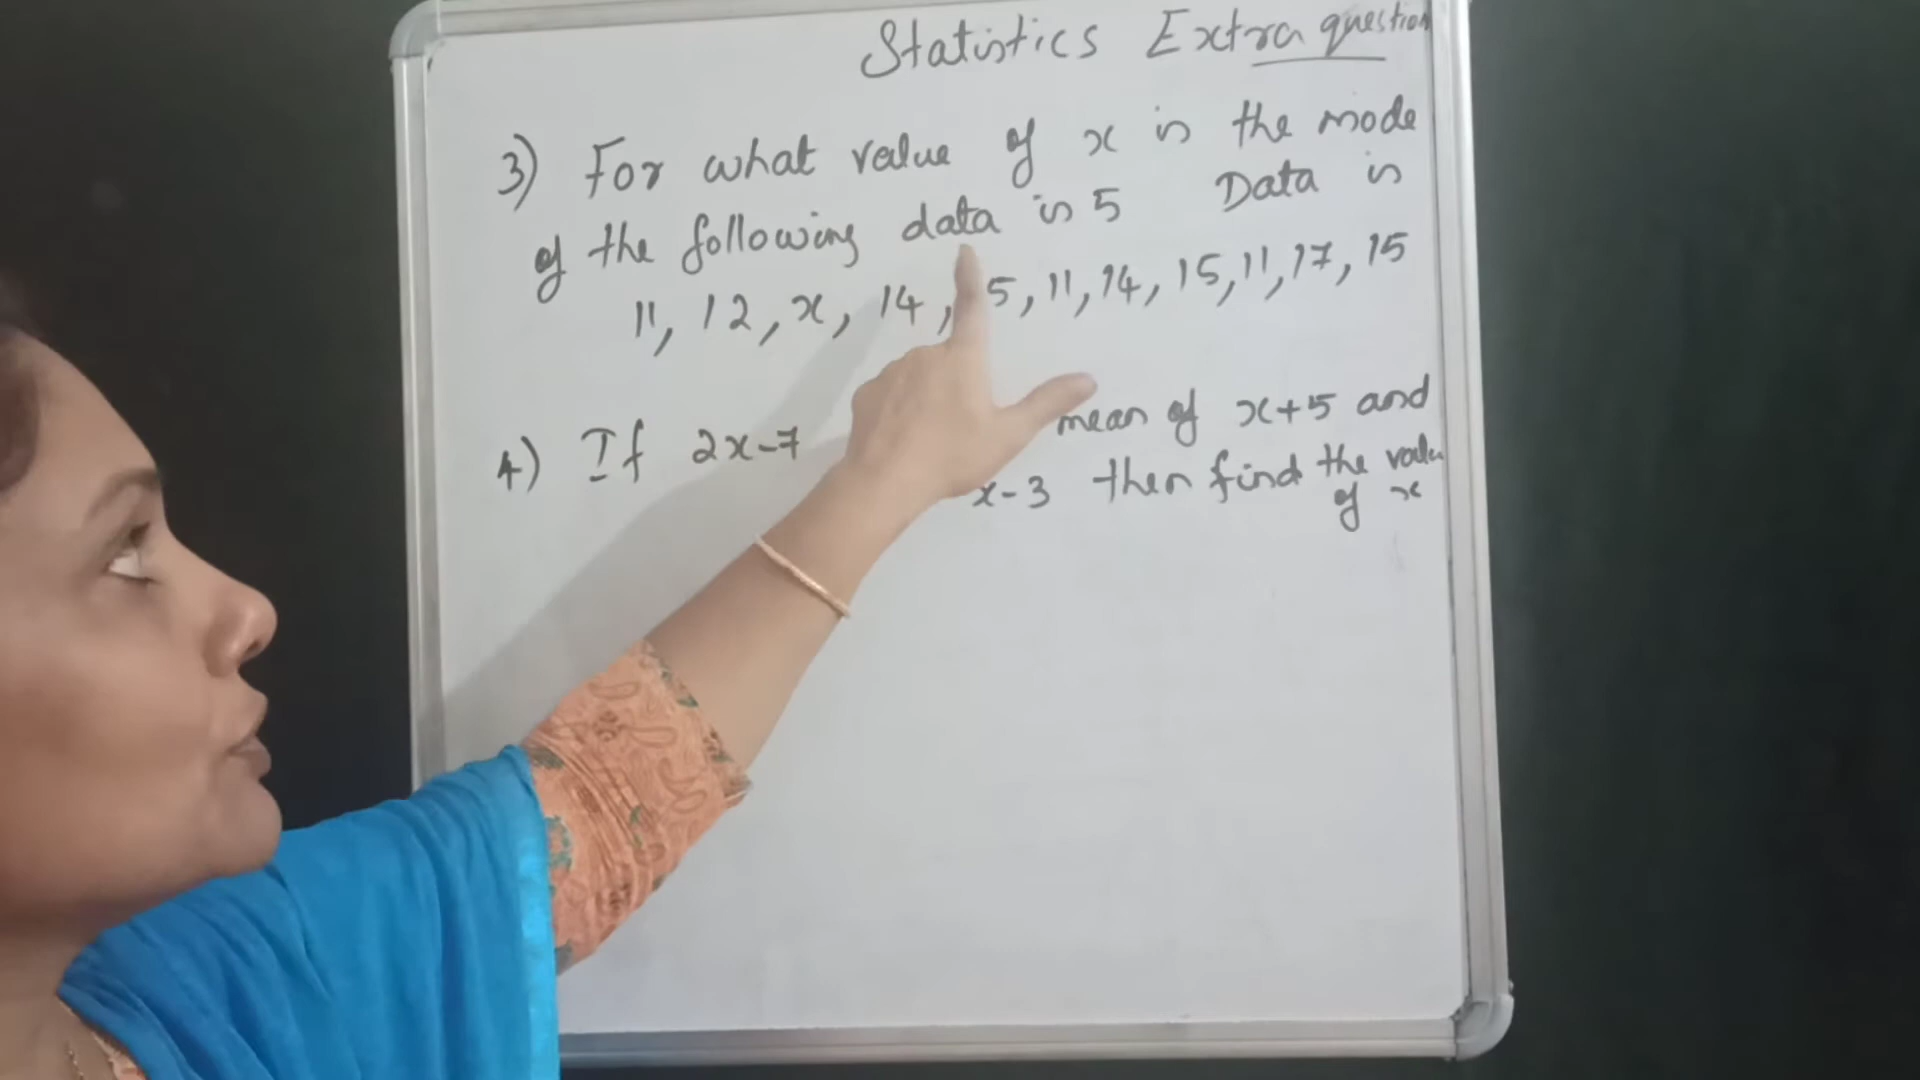 Statistics Extra question
3) For what value of x is the mode
of the following data is 5 Data is
11, 12, x, 14, 5, 11, 14, 15, 11, 17, 15
4) If 2x-7 mean of x+5 and
x-3 then find the value
of x